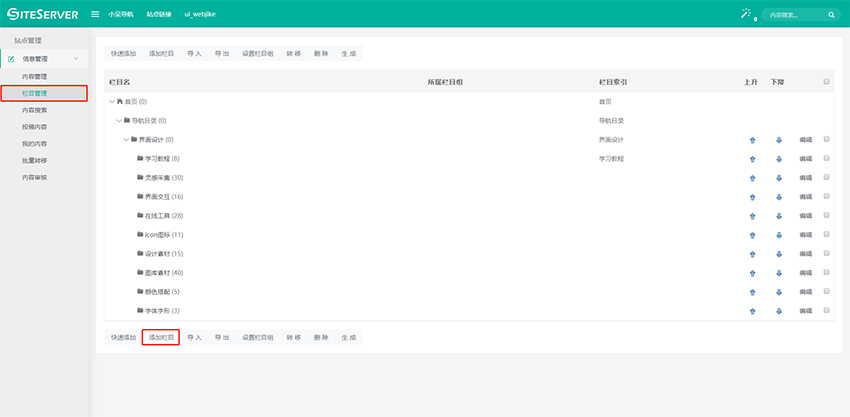 SITESERVER 小呆导航 站点链接 ui_webjike 0 内容搜索...
站点管理
信息管理
内容管理
栏目管理
内容搜索
投稿内容
我的内容
批量转移
内容审核
快速添加 添加栏目 导 入 导 出 设置栏目组 转 移 删 除 生 成
栏目名 所属栏目组 栏目索引 上升 下降
首页 (0) 首页
导航目录 (0) 导航目录
界面设计 (0) 界面设计 编辑
学习教程 (8) 学习教程 编辑
灵感采集 (30) 编辑
界面交互 (16) 编辑
在线工具 (28) 编辑
Icon图标 (11) 编辑
设计素材 (15) 编辑
图库素材 (40) 编辑
颜色搭配 (5) 编辑
字体字形 (3) 编辑
快速添加 添加栏目 导 入 导 出 设置栏目组 转 移 删 除 生 成